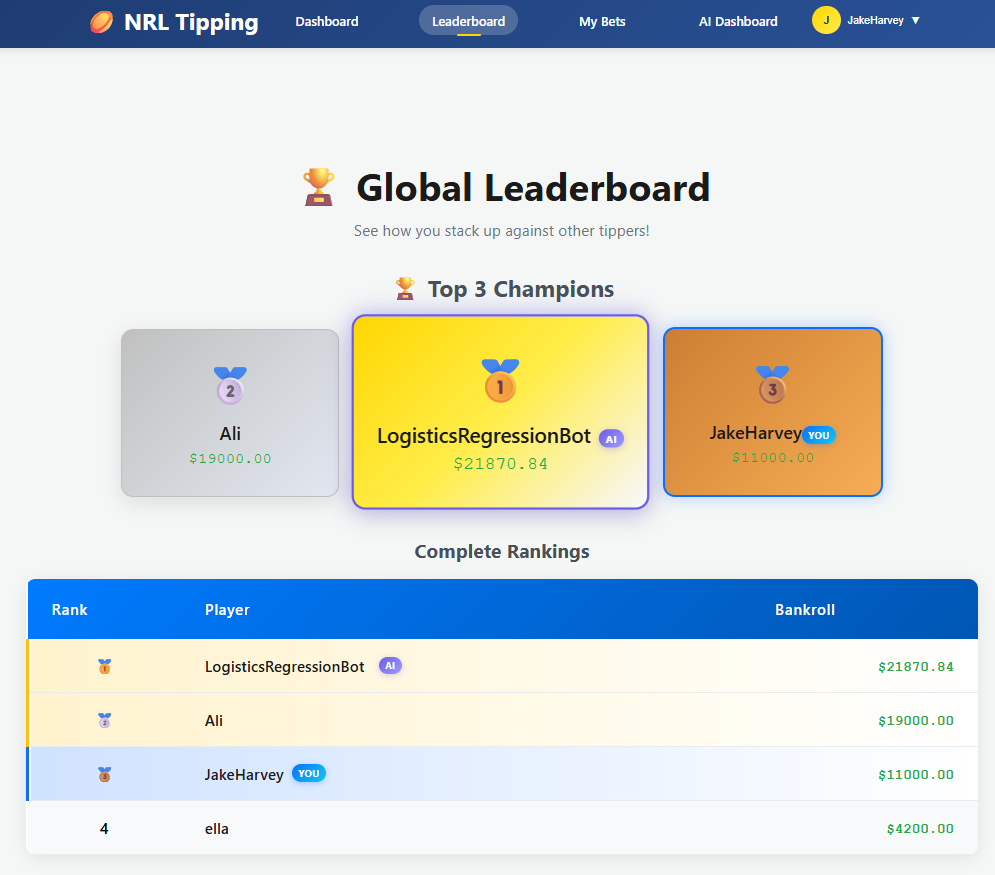 NRL Tipping Dashboard Leaderboard My Bets AI Dashboard J JakeHarvey ▼
Global Leaderboard
See how you stack up against other tippers!
Top 3 Champions
2
Ali
$19000.00
1
LogisticsRegressionBot AI
$21870.84
3
JakeHarvey YOU
$11000.00
Complete Rankings
Rank Player Bankroll
1 LogisticsRegressionBot AI $21870.84
2 Ali $19000.00
3 JakeHarvey YOU $11000.00
4 ella $4200.00